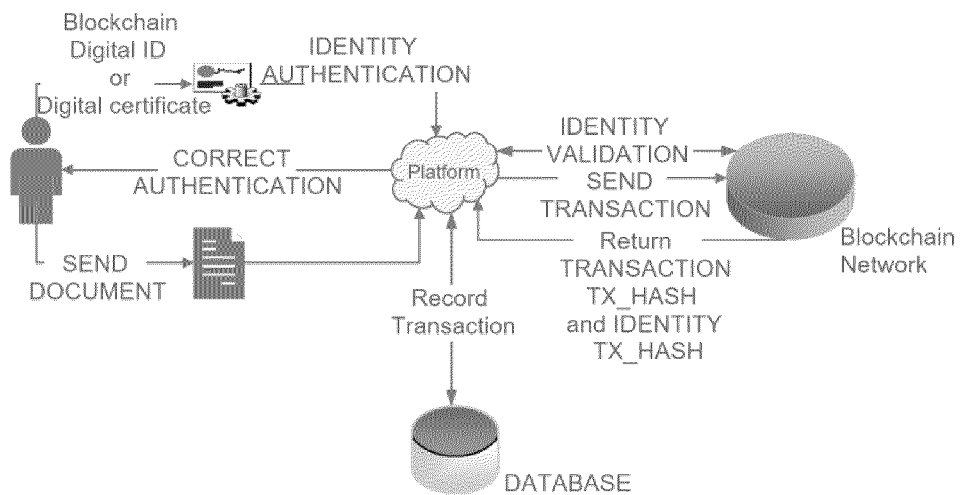 Blockchain
Digital ID
or
Digital certificate
IDENTITY
AUTHENTICATION
CORRECT
AUTHENTICATION
Platform
IDENTITY
VALIDATION
SEND
TRANSACTION
Return
TRANSACTION
TX_HASH
and IDENTITY
TX_HASH
Blockchain
Network
SEND
DOCUMENT
Record
Transaction
DATABASE